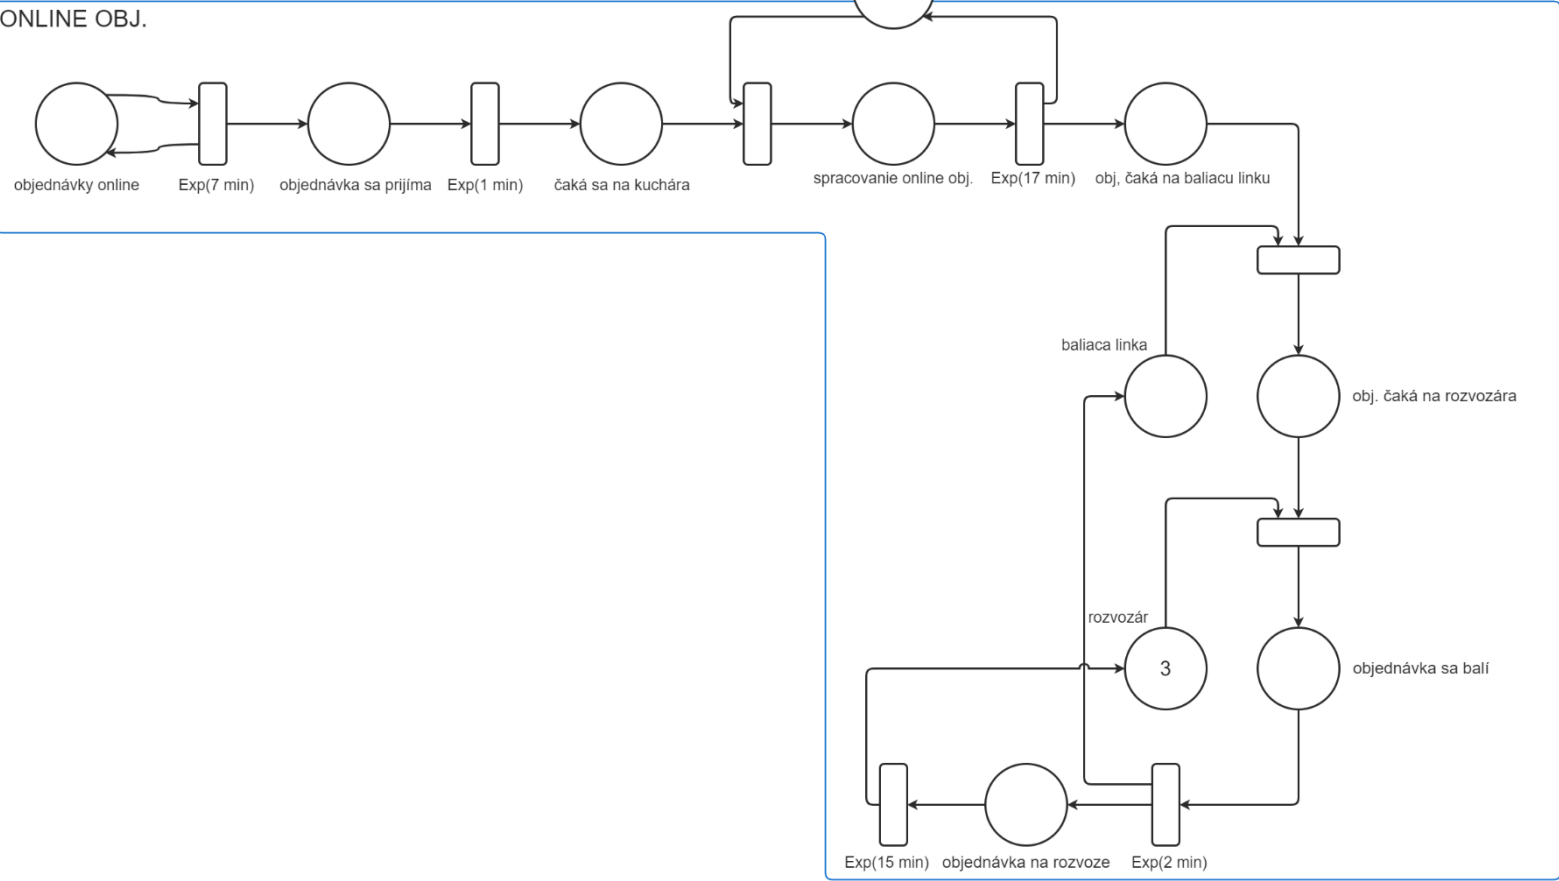 ONLINE OBJ.
objednávky online
Exp(7 min)
objednávka sa prijíma
Exp(1 min)
čaká sa na kuchára
spracovanie online obj.
Exp(17 min)
obj, čaká na baliacu linku
baliaca linka
obj. čaká na rozvozára
rozvozár
3
objednávka sa balí
Exp(15 min)
objednávka na rozvoze
Exp(2 min)